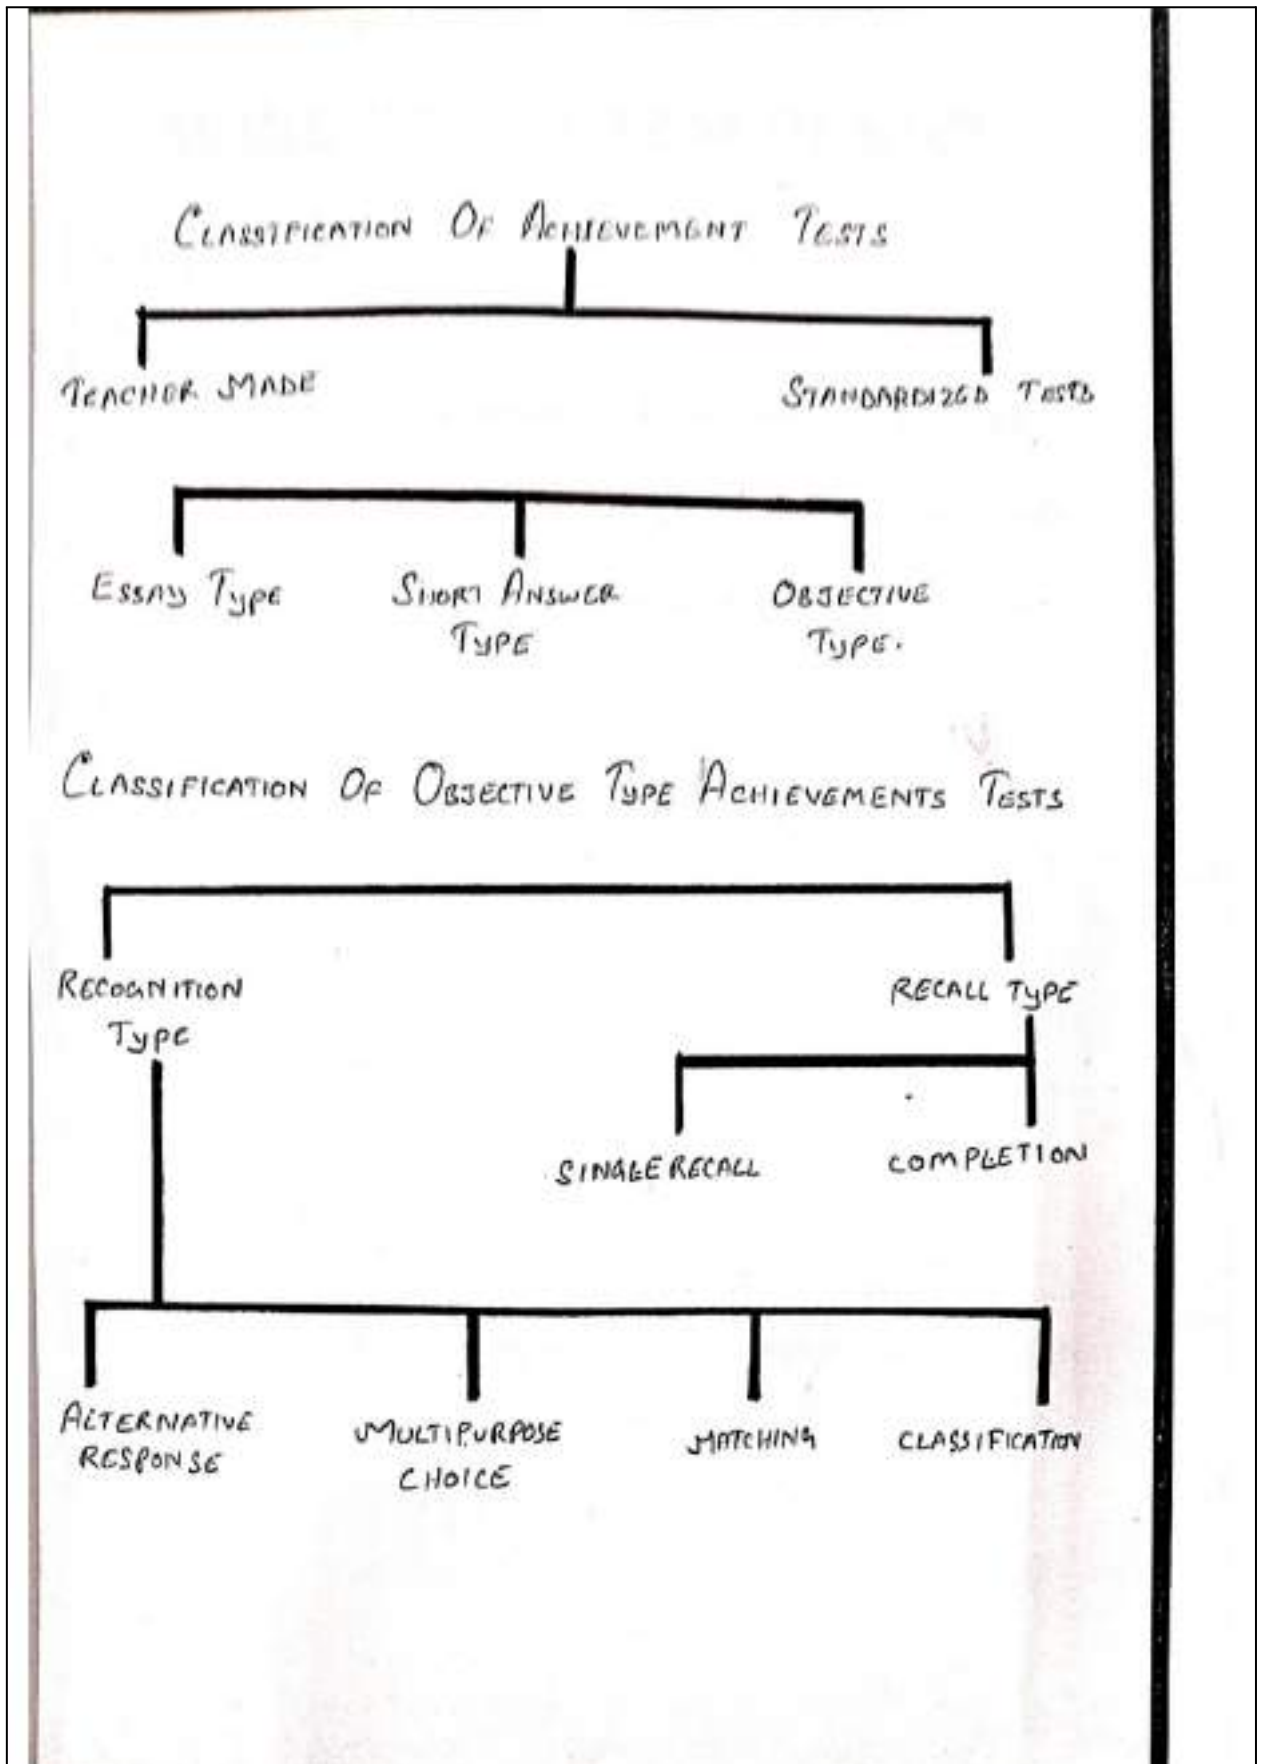 CLASSIFICATION OF ACHIEVEMENT TESTS
TEACHER MADE
STANDARDIZED TESTS
ESSAY TYPE
SHORT ANSWER
TYPE
OBJECTIVE
TYPE.
CLASSIFICATION OF OBJECTIVE TYPE ACHIEVEMENTS TESTS
RECOGNITION
TYPE
RECALL TYPE
SINGLE RECALL
COMPLETION
ALTERNATIVE
RESPONSE
MULTIPURPOSE
CHOICE
MATCHING
CLASSIFICATION